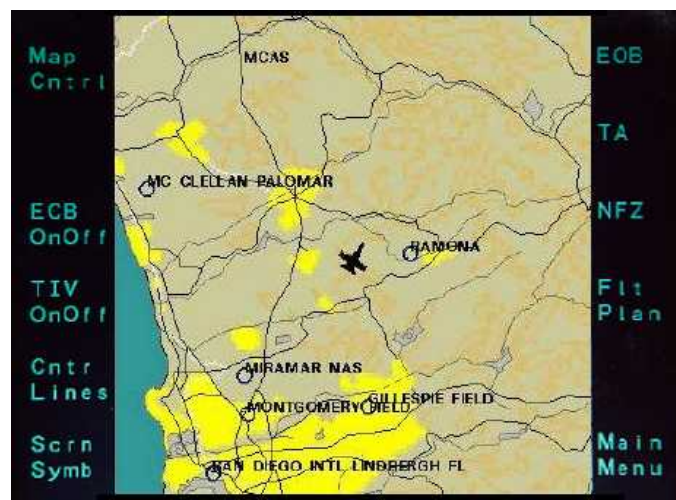 Map
Cntrl
MCAS
EOB
TA
MC CLELLAN PALOMAR
ECB
OnOff
NFZ
RAMONA
TIV
OnOff
Flt
Plan
Cntr
Lines
MIRAMAR NAS
GILLESPIE FIELD
MONTGOMERY FIELD
Scrn
Symb
SAN DIEGO INTL LINDBERGH FL
Main
Menu